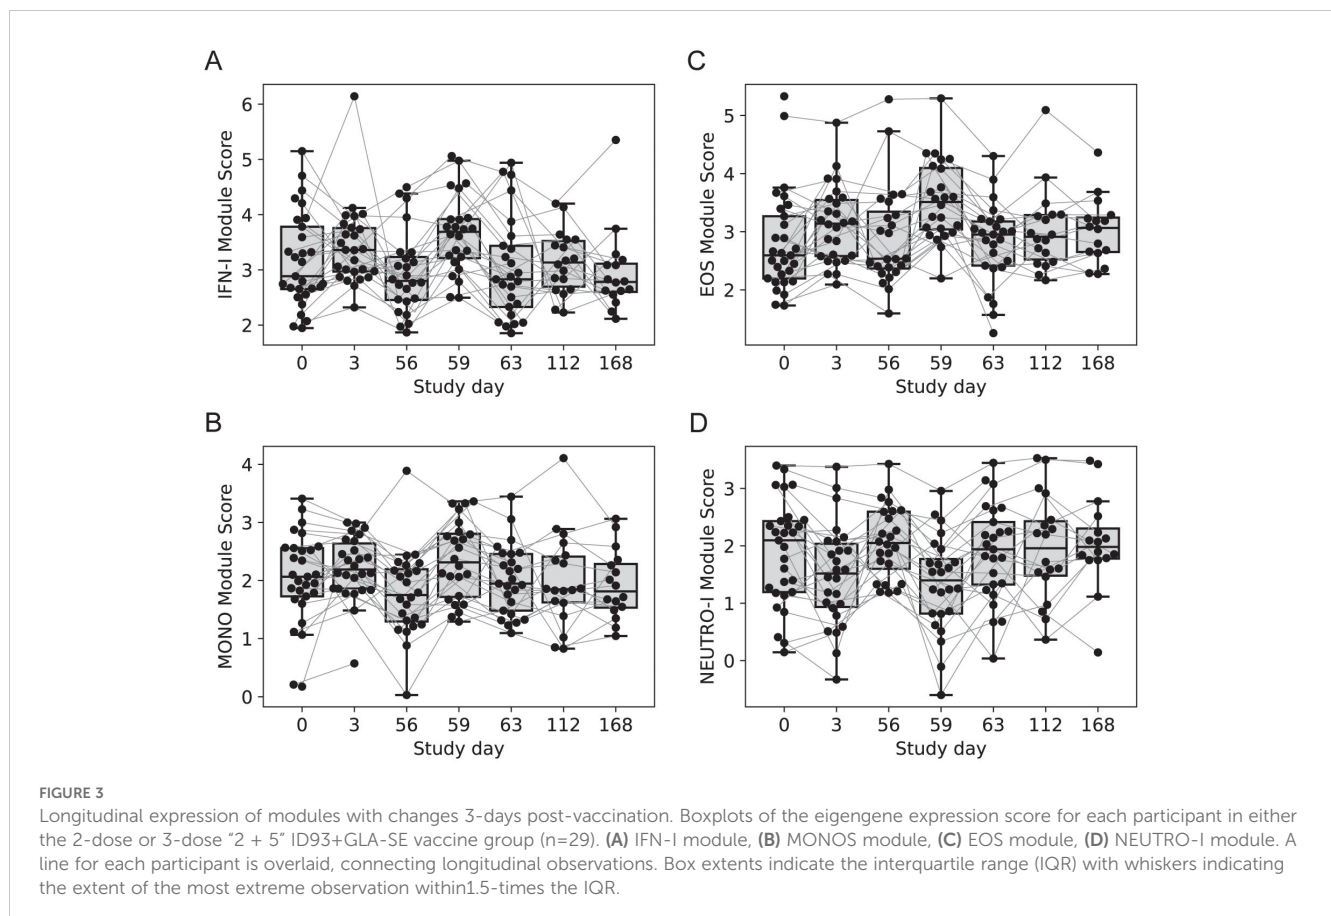 A
6
5
4
3
2
IFN-I Module Score
0 3 56 59 63 112 168
Study day
C
5
4
3
2
EOS Module Score
0 3 56 59 63 112 168
Study day
B
4
3
2
1
0
MONO Module Score
0 3 56 59 63 112 168
Study day
D
3
2
1
0
NEUTRO-I Module Score
0 3 56 59 63 112 168
Study day
FIGURE 3
Longitudinal expression of modules with changes 3-days post-vaccination. Boxplots of the eigengene expression score for each participant in either
the 2-dose or 3-dose “2 + 5” ID93+GLA-SE vaccine group (n=29). (A) IFN-I module, (B) MONOS module, (C) EOS module, (D) NEUTRO-I module. A
line for each participant is overlaid, connecting longitudinal observations. Box extents indicate the interquartile range (IQR) with whiskers indicating
the extent of the most extreme observation within1.5-times the IQR.